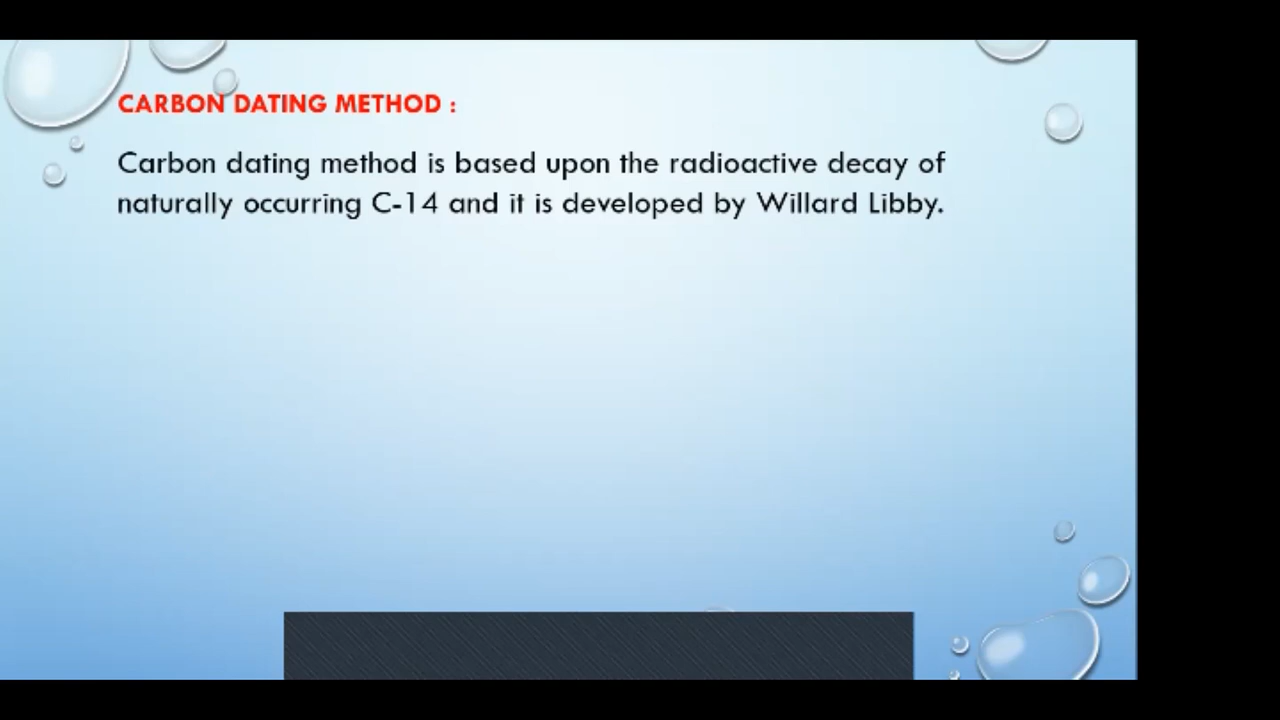 CARBON DATING METHOD :
Carbon dating method is based upon the radioactive decay of
naturally occurring C-14 and it is developed by Willard Libby.